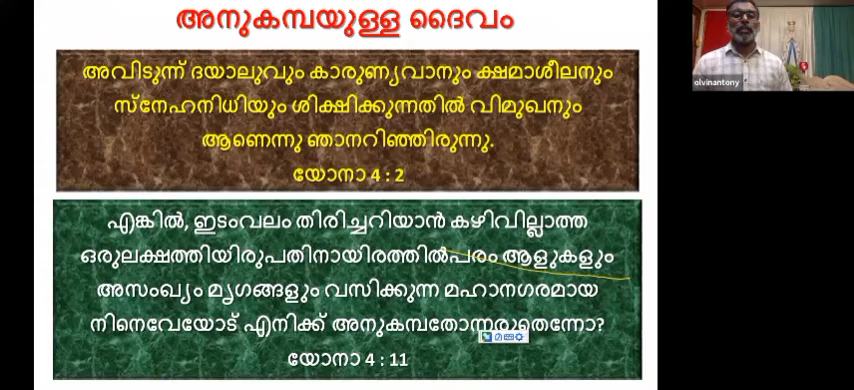 അനുകമ്പയുള്ള ദൈവം
അവിടുന്ന് ദയാലുവും കാരുണ്യവാനും ക്ഷമാശീലനും
സ്നേഹനിധിയും ശിക്ഷിക്കുന്നതിൽ വിമുഖനും
ആണെന്നു ഞാനറിഞ്ഞിരുന്നു.
യോനാ 4 : 2
എങ്കിൽ, ഇടംവലം തിരിച്ചറിയാൻ കഴിവില്ലാത്ത
ഒരുലക്ഷത്തിയിരുപതിനായിരത്തിൽപരം ആളുകളും
അസംഖ്യം മൃഗങ്ങളും വസിക്കുന്ന മഹാനഗരമായ
നിനെവേയോട് എനിക്ക് അനുകമ്പതോന്നരുതെന്നോ?
യോനാ 4 : 11
olvinantony